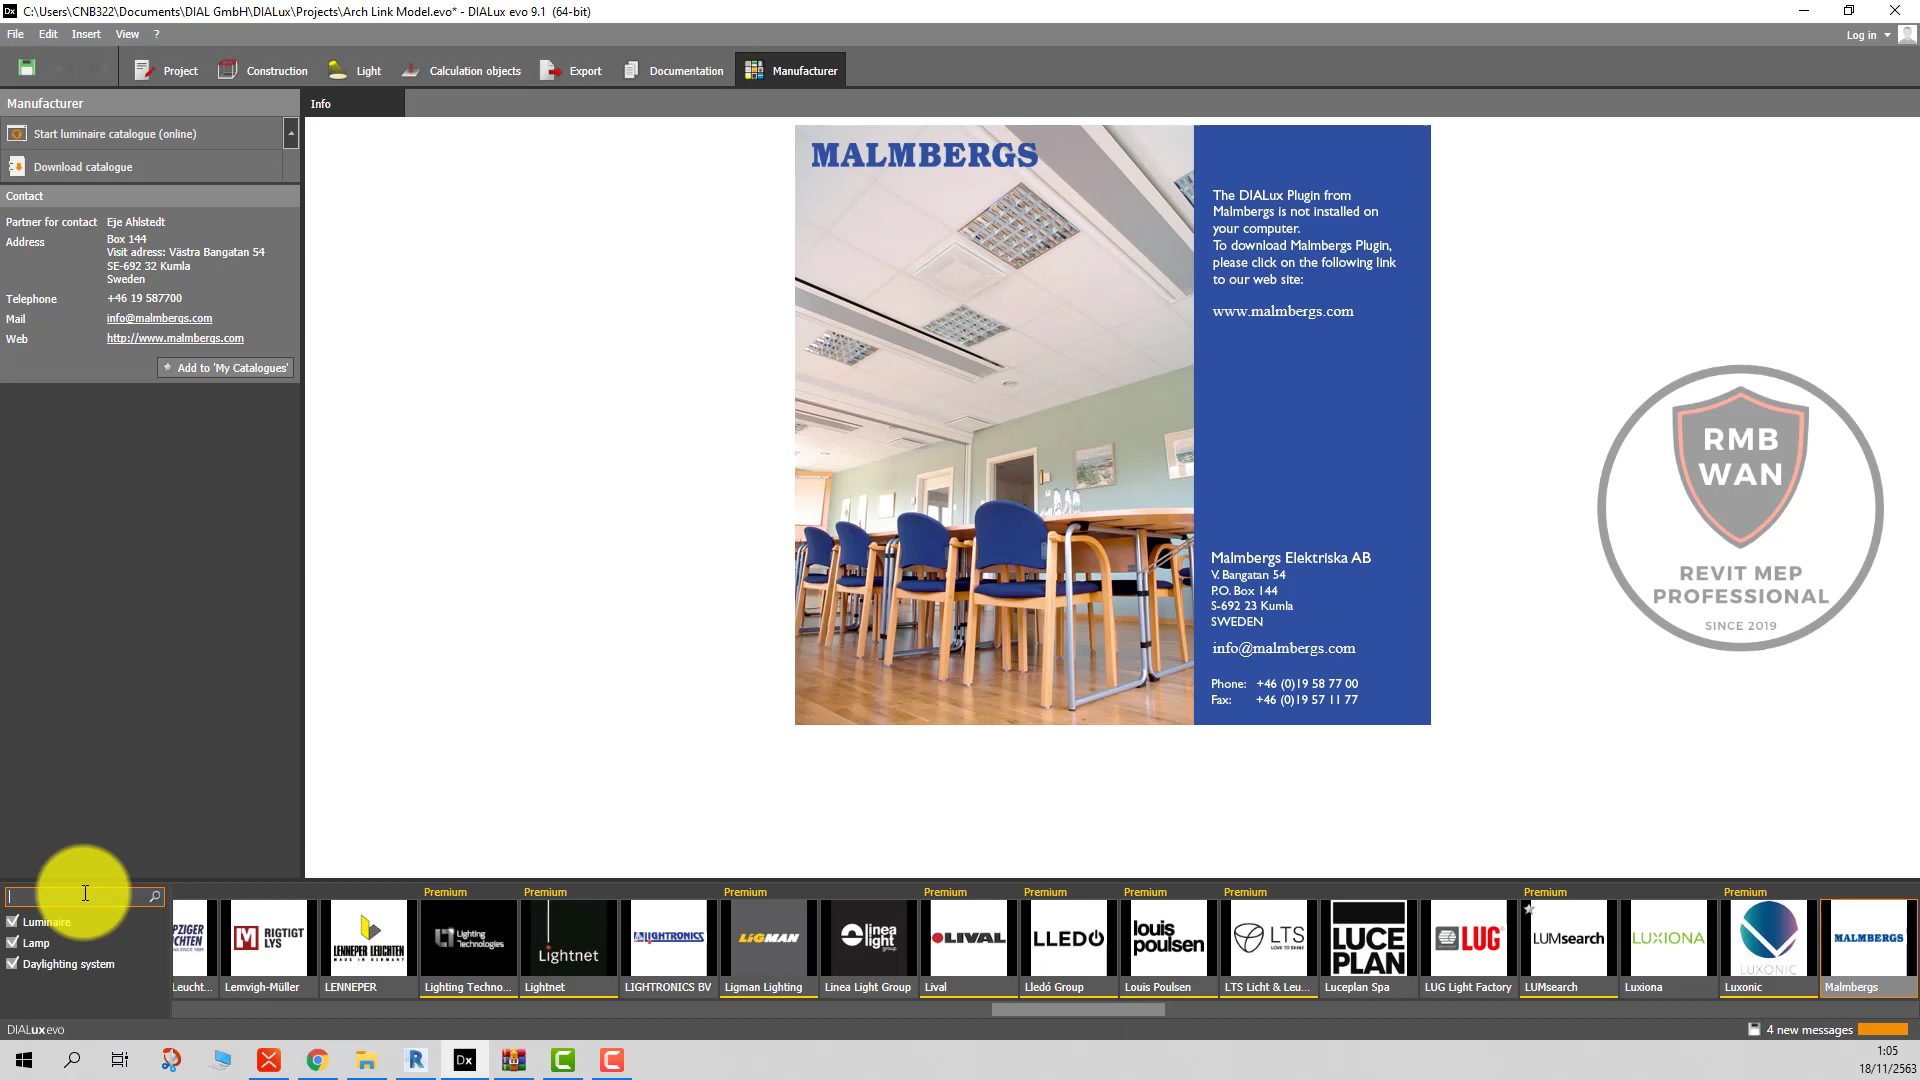 C:\Users\CNB322\Documents\DIAL GmbH\DIALux\Projects\Arch Link Model.evo* - DIALux evo 9.1 (64-bit)
File Edit Insert View ?
Log in
Project Construction Light Calculation objects Export Documentation Manufacturer
Manufacturer
Info
Start luminaire catalogue (online)
Download catalogue
Contact
Partner for contact Eje Ahlstedt
Address Box 144
Visit adress: Västra Bangatan 54
SE-692 32 Kumla
Sweden
Telephone +46 19 587700
Mail info@malmbergs.com
Web http://www.malmbergs.com
Add to 'My Catalogues'
MALMBERGS
The DIALux Plugin from
Malmbergs is not installed on
your computer.
To download Malmbergs Plugin,
please click on the following link
to our web site:
www.malmbergs.com
Malmbergs Elektriska AB
V. Bangatan 54
P.O. Box 144
S-692 23 Kumla
SWEDEN
info@malmbergs.com
Phone: +46 (0)19 58 77 00
Fax: +46 (0)19 57 11 77
RMB
WAN
REVIT MEP
PROFESSIONAL
SINCE 2019
Luminaire
Lamp
Daylighting system
Premium Premium Premium Premium Premium Premium Premium Premium Premium
PZIGER
CHTEN
RIGTIGT
LYS
LENNEPER LEUCHTEN
MADE IN GERMANY
Lighting
Technologies
Lightnet
LIGHTRONICS
LiGMAN
linea
light
group
LIVAL
LLEDO
louis
poulsen
LTS
LUCE
PLAN
LUG
LUMsearch
LUXIONA
LUXONIC
MALMBERGS
Leucht... Lemvigh-Müller LENNEPER Lighting Techno... Lightnet LIGHTRONICS BV Ligman Lighting Linea Light Group Lival Lledó Group Louis Poulsen LTS Licht & Leu... Luceplan Spa LUG Light Factory LUMsearch Luxiona Luxonic Malmbergs
DIALux evo
4 new messages
1:05
18/11/2563